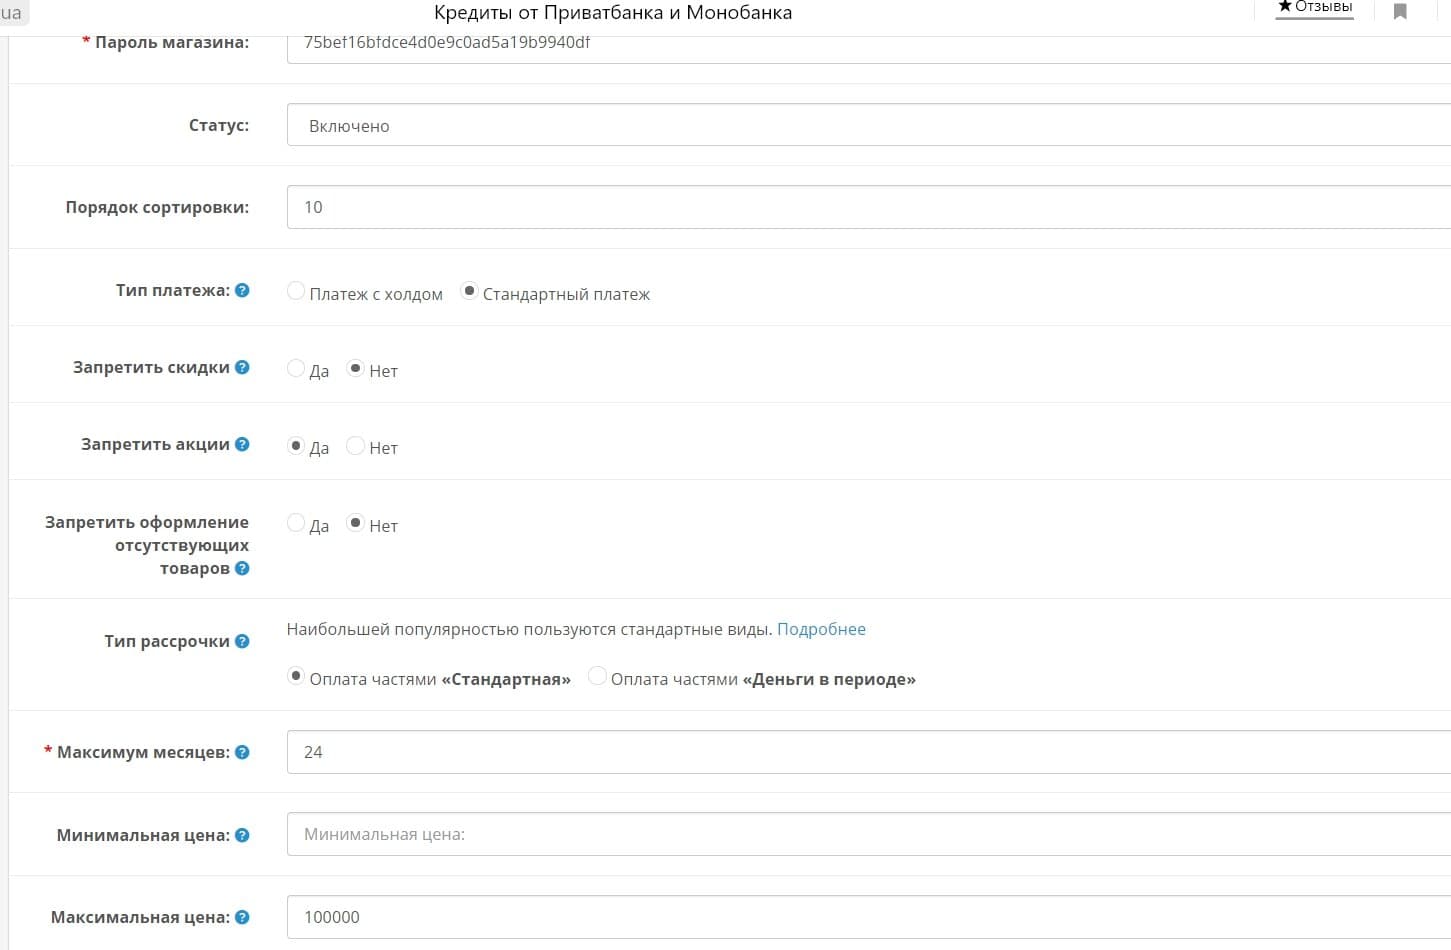 ua
Кредиты от Приватбанка и Монобанка
★ Отзывы
* Пароль магазина: 75bef16bfdce4d0e9c0ad5a19b9940df
Статус: Включено
Порядок сортировки: 10
Тип платежа: ? Платеж с холдом Стандартный платеж
Запретить скидки ? Да Нет
Запретить акции ? Да Нет
Запретить оформление
отсутствующих
товаров ?
Да Нет
Тип рассрочки ?
Наибольшей популярностью пользуются стандартные виды. Подробнее
Оплата частями «Стандартная» Оплата частями «Деньги в периоде»
* Максимум месяцев: ? 24
Минимальная цена: ? Минимальная цена:
Максимальная цена: ? 100000